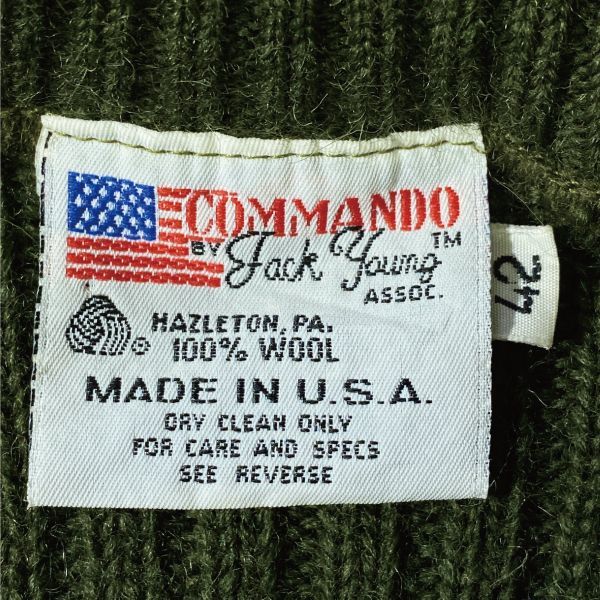 COMMANDO
BY Jack Young TM
ASSOC.
HAZLETON, PA.
100% WOOL
MADE IN U.S.A.
DRY CLEAN ONLY
FOR CARE AND SPECS
SEE REVERSE
42